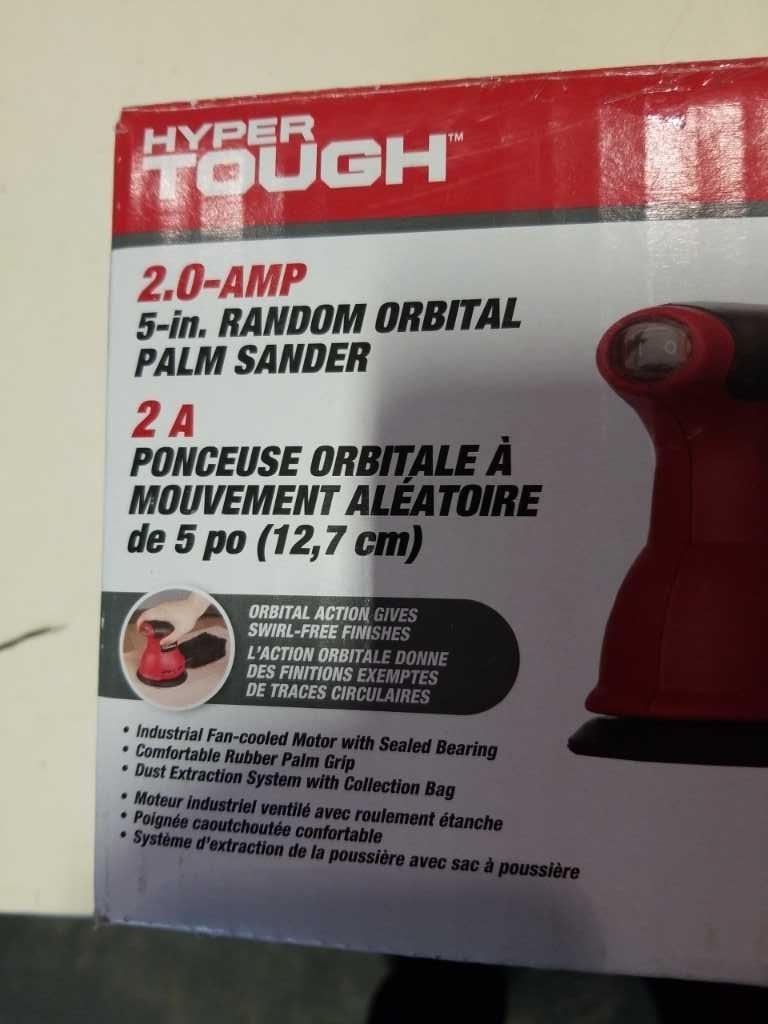 HYPER
TOUGH™
2.0-AMP
5-in. RANDOM ORBITAL
PALM SANDER
2 A
PONCEUSE ORBITALE À
MOUVEMENT ALÉATOIRE
de 5 po (12,7 cm)
ORBITAL ACTION GIVES
SWIRL-FREE FINISHES
L'ACTION ORBITALE DONNE
DES FINITIONS EXEMPTES
DE TRACES CIRCULAIRES
• Industrial Fan-cooled Motor with Sealed Bearing
• Comfortable Rubber Palm Grip
• Dust Extraction System with Collection Bag
• Moteur industriel ventilé avec roulement étanche
• Poignée caoutchoutée confortable
• Système d'extraction de la poussière avec sac à poussière